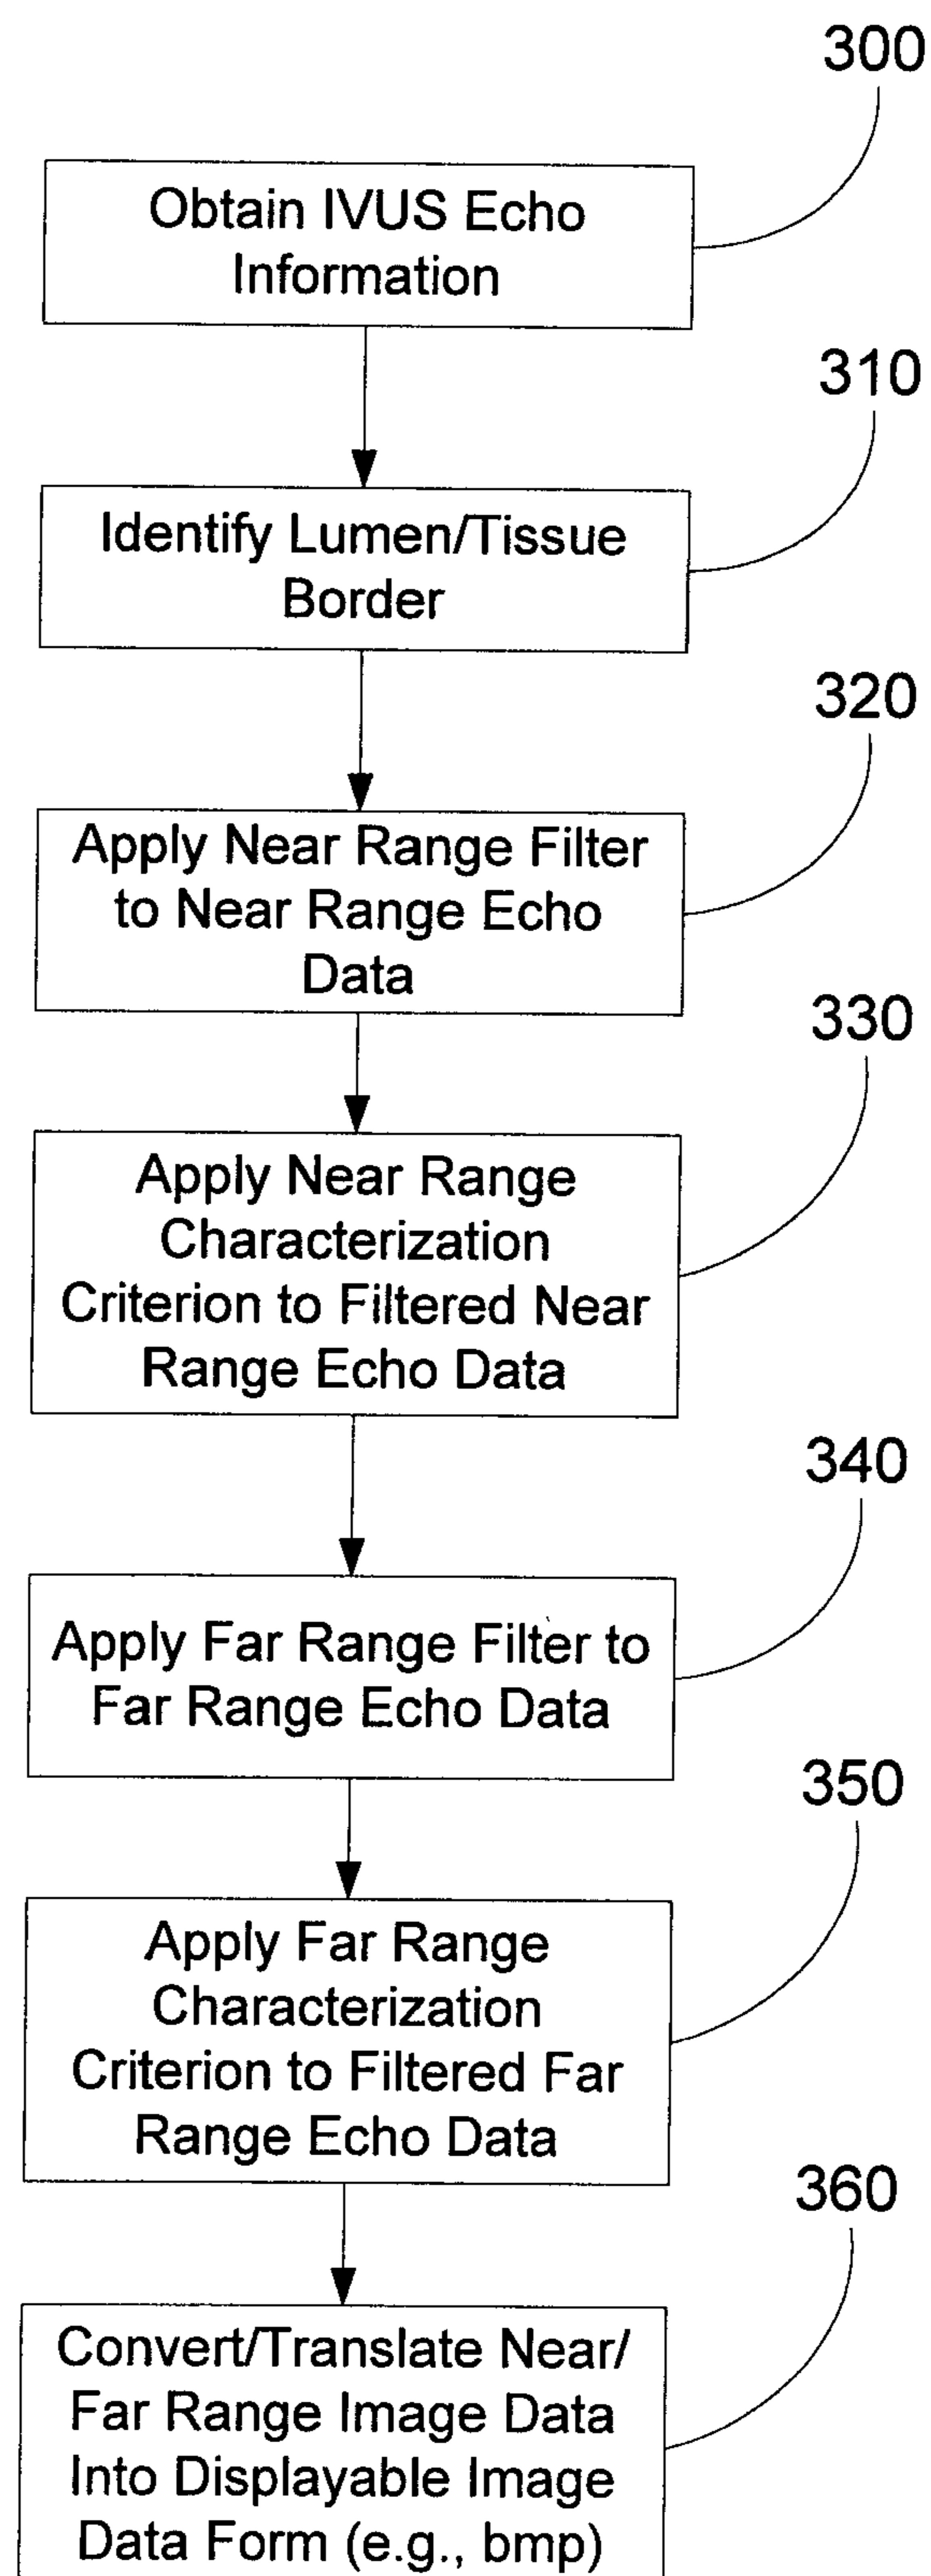 300
Obtain IVUS Echo
Information
310
Identify Lumen/Tissue
Border
320
Apply Near Range Filter
to Near Range Echo
Data
330
Apply Near Range
Characterization
Criterion to Filtered Near
Range Echo Data
340
Apply Far Range Filter to
Far Range Echo Data
350
Apply Far Range
Characterization
Criterion to Filtered Far
Range Echo Data
360
Convert/Translate Near/
Far Range Image Data
Into Displayable Image
Data Form (e.g., bmp)